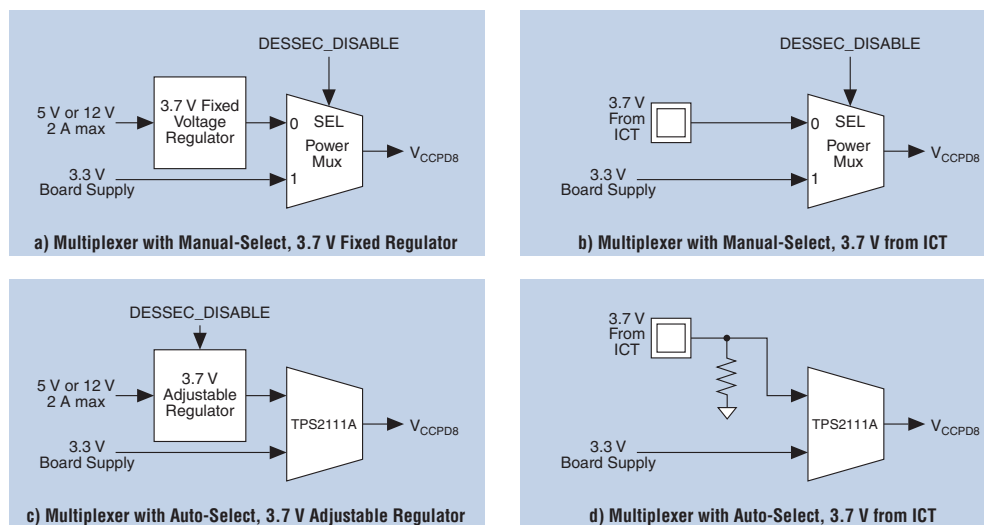 DESSEC_DISABLE
5 V or 12 V
2 A max
3.7 V Fixed
Voltage
Regulator
0
SEL
Power
Mux
1
VCCPD8
3.3 V
Board Supply
a) Multiplexer with Manual-Select, 3.7 V Fixed Regulator
DESSEC_DISABLE
3.7 V
From
ICT
0
SEL
Power
Mux
1
VCCPD8
3.3 V
Board Supply
b) Multiplexer with Manual-Select, 3.7 V from ICT
DESSEC_DISABLE
5 V or 12 V
2 A max
3.7 V
Adjustable
Regulator
TPS2111A
VCCPD8
3.3 V
Board Supply
c) Multiplexer with Auto-Select, 3.7 V Adjustable Regulator
3.7 V
From
ICT
TPS2111A
VCCPD8
3.3 V
Board Supply
d) Multiplexer with Auto-Select, 3.7 V from ICT